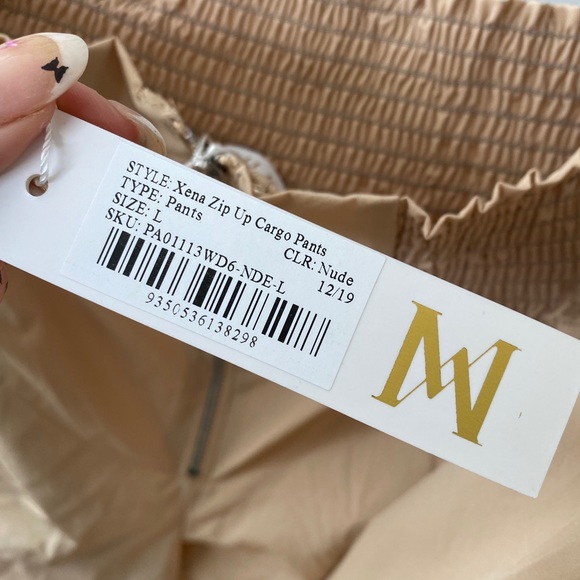 STYLE: Xena Zip Up Cargo Pants
TYPE: Pants CLR: Nude
SIZE: L 12/19
SKU: PA01113WD6-NDE-L
9350536138298
M